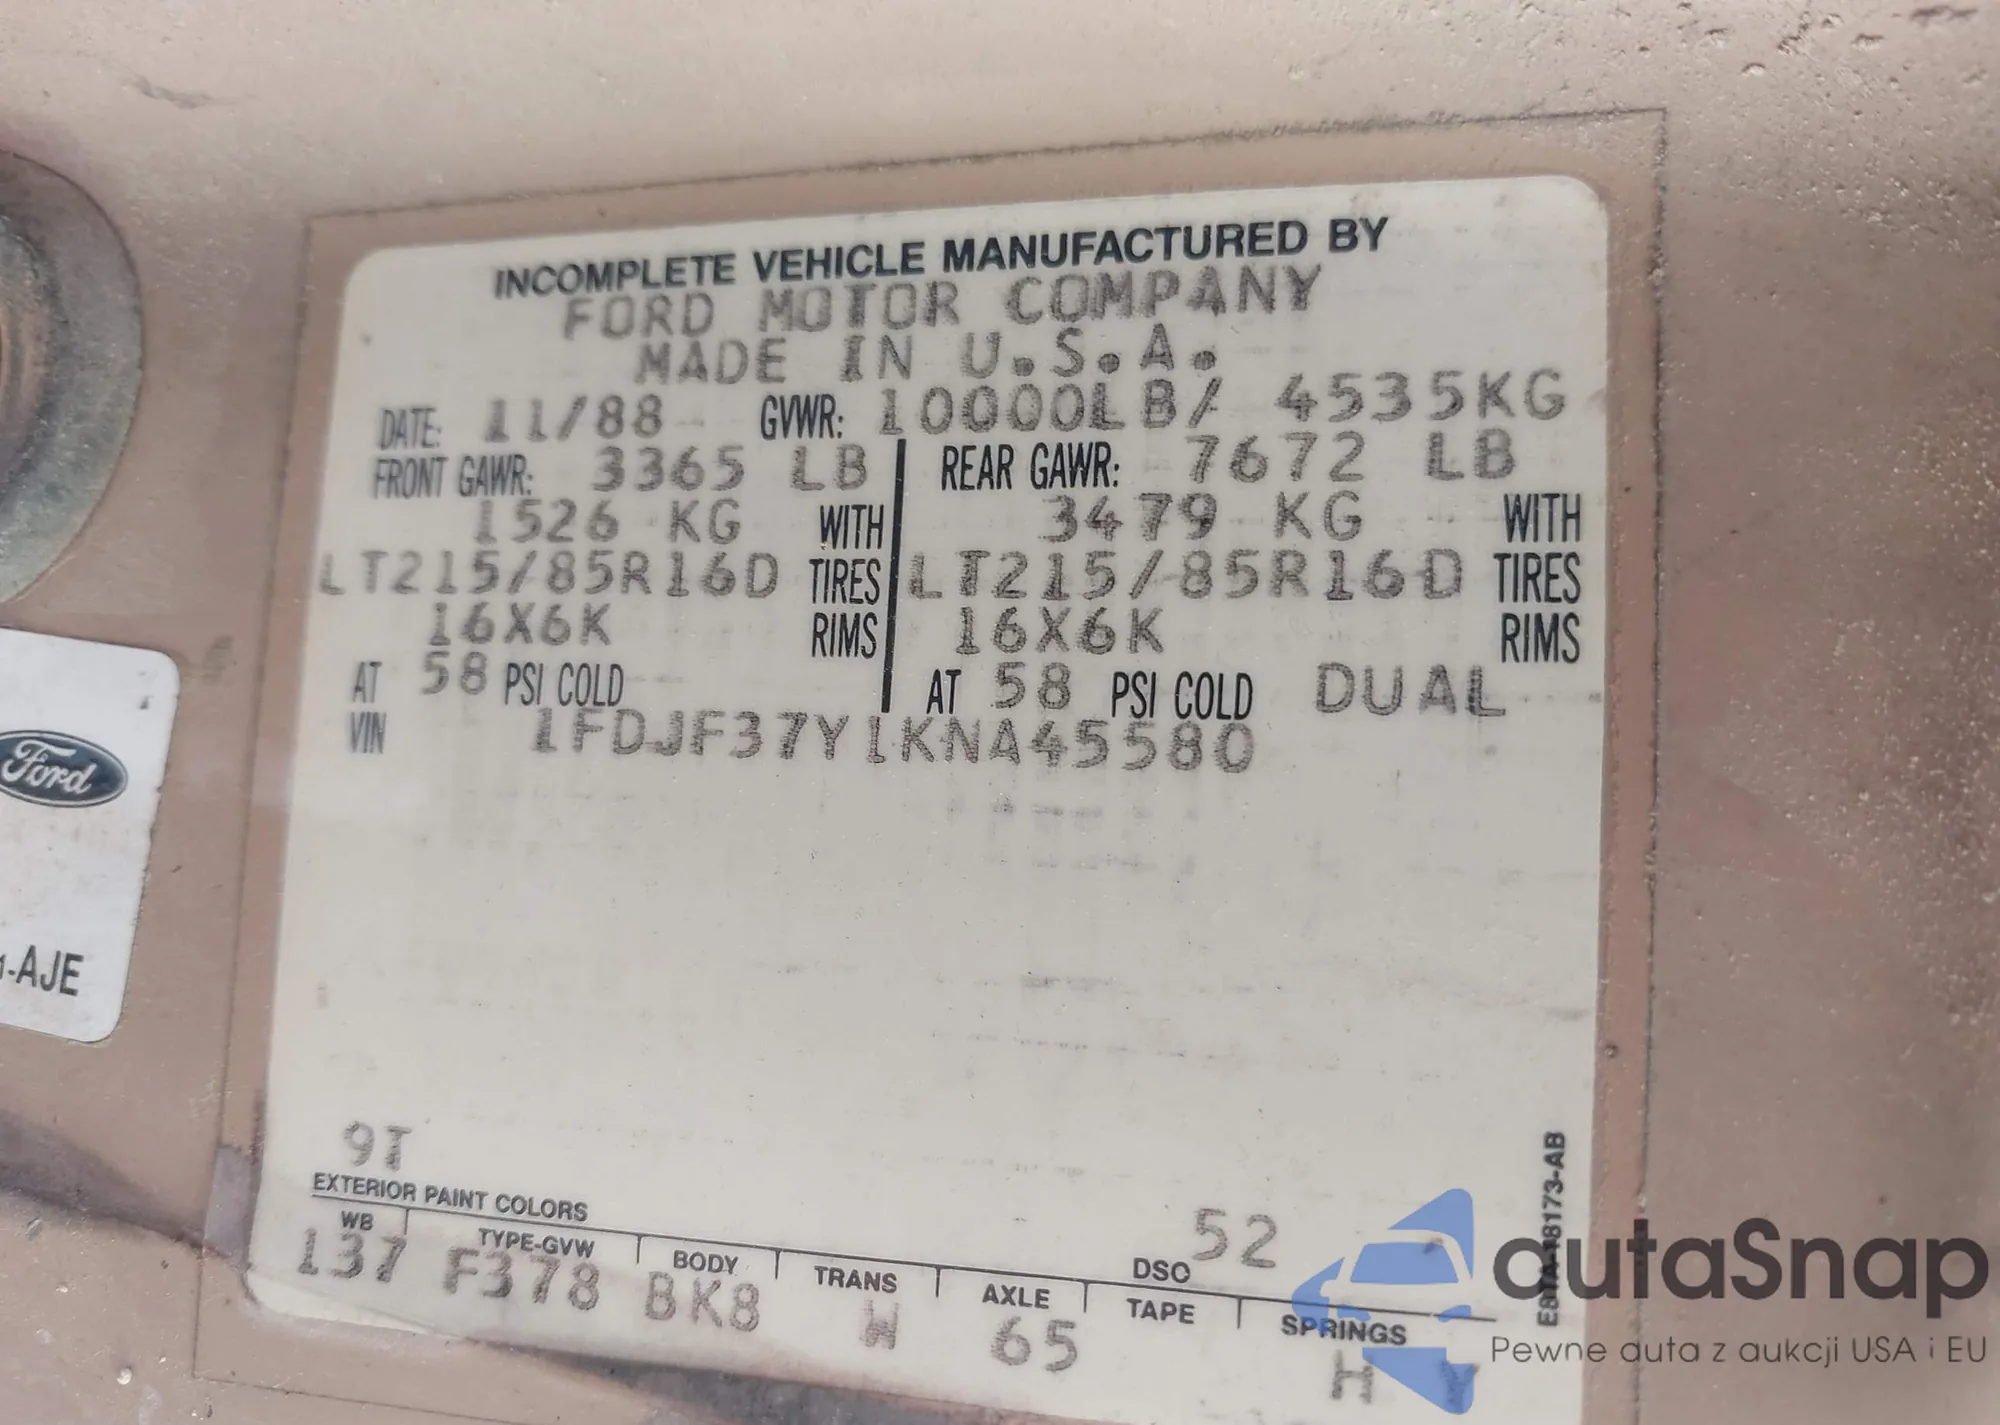 INCOMPLETE VEHICLE MANUFACTURED BY
FORD MOTOR COMPANY
MADE IN U.S.A.
DATE: 11/88 GVWR: 10000LB/ 4535KG
FRONT GAWR: 3365 LB REAR GAWR: 7672 LB
1526 KG WITH 3479 KG WITH
LT215/85R16D TIRES LT215/85R16D TIRES
16X6K RIMS 16X6K RIMS
AT 58 PSI COLD AT 58 PSI COLD DUAL
VIN 1FDJF37Y1KNA45580
Ford
-AJE
9I
EXTERIOR PAINT COLORS
DSO 52
WB TYPE-GVW BODY TRANS AXLE TAPE SPRINGS
137 F378 BK8 W 65 H
autaSnap
Pewne auta z aukcji USA i EU